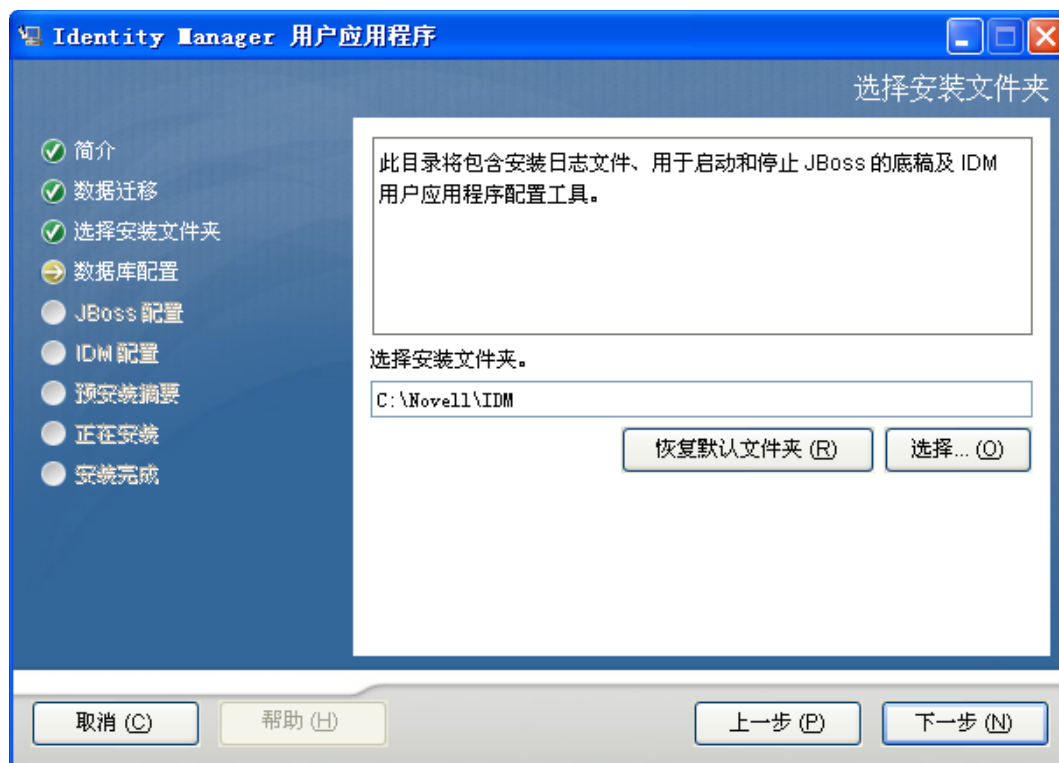 Identity Manager 用户应用程序
选择安装文件夹
简介
数据迁移
选择安装文件夹
数据库配置
JBoss 配置
IDM 配置
预安装摘要
正在安装
安装完成
此目录将包含安装日志文件、用于启动和停止 JBoss 的底稿及 IDM
用户应用程序配置工具。
选择安装文件夹。
C:\Novell\IDM
恢复默认文件夹 (R)
选择... (O)
取消 (C)
帮助 (H)
上一步 (P)
下一步 (N)